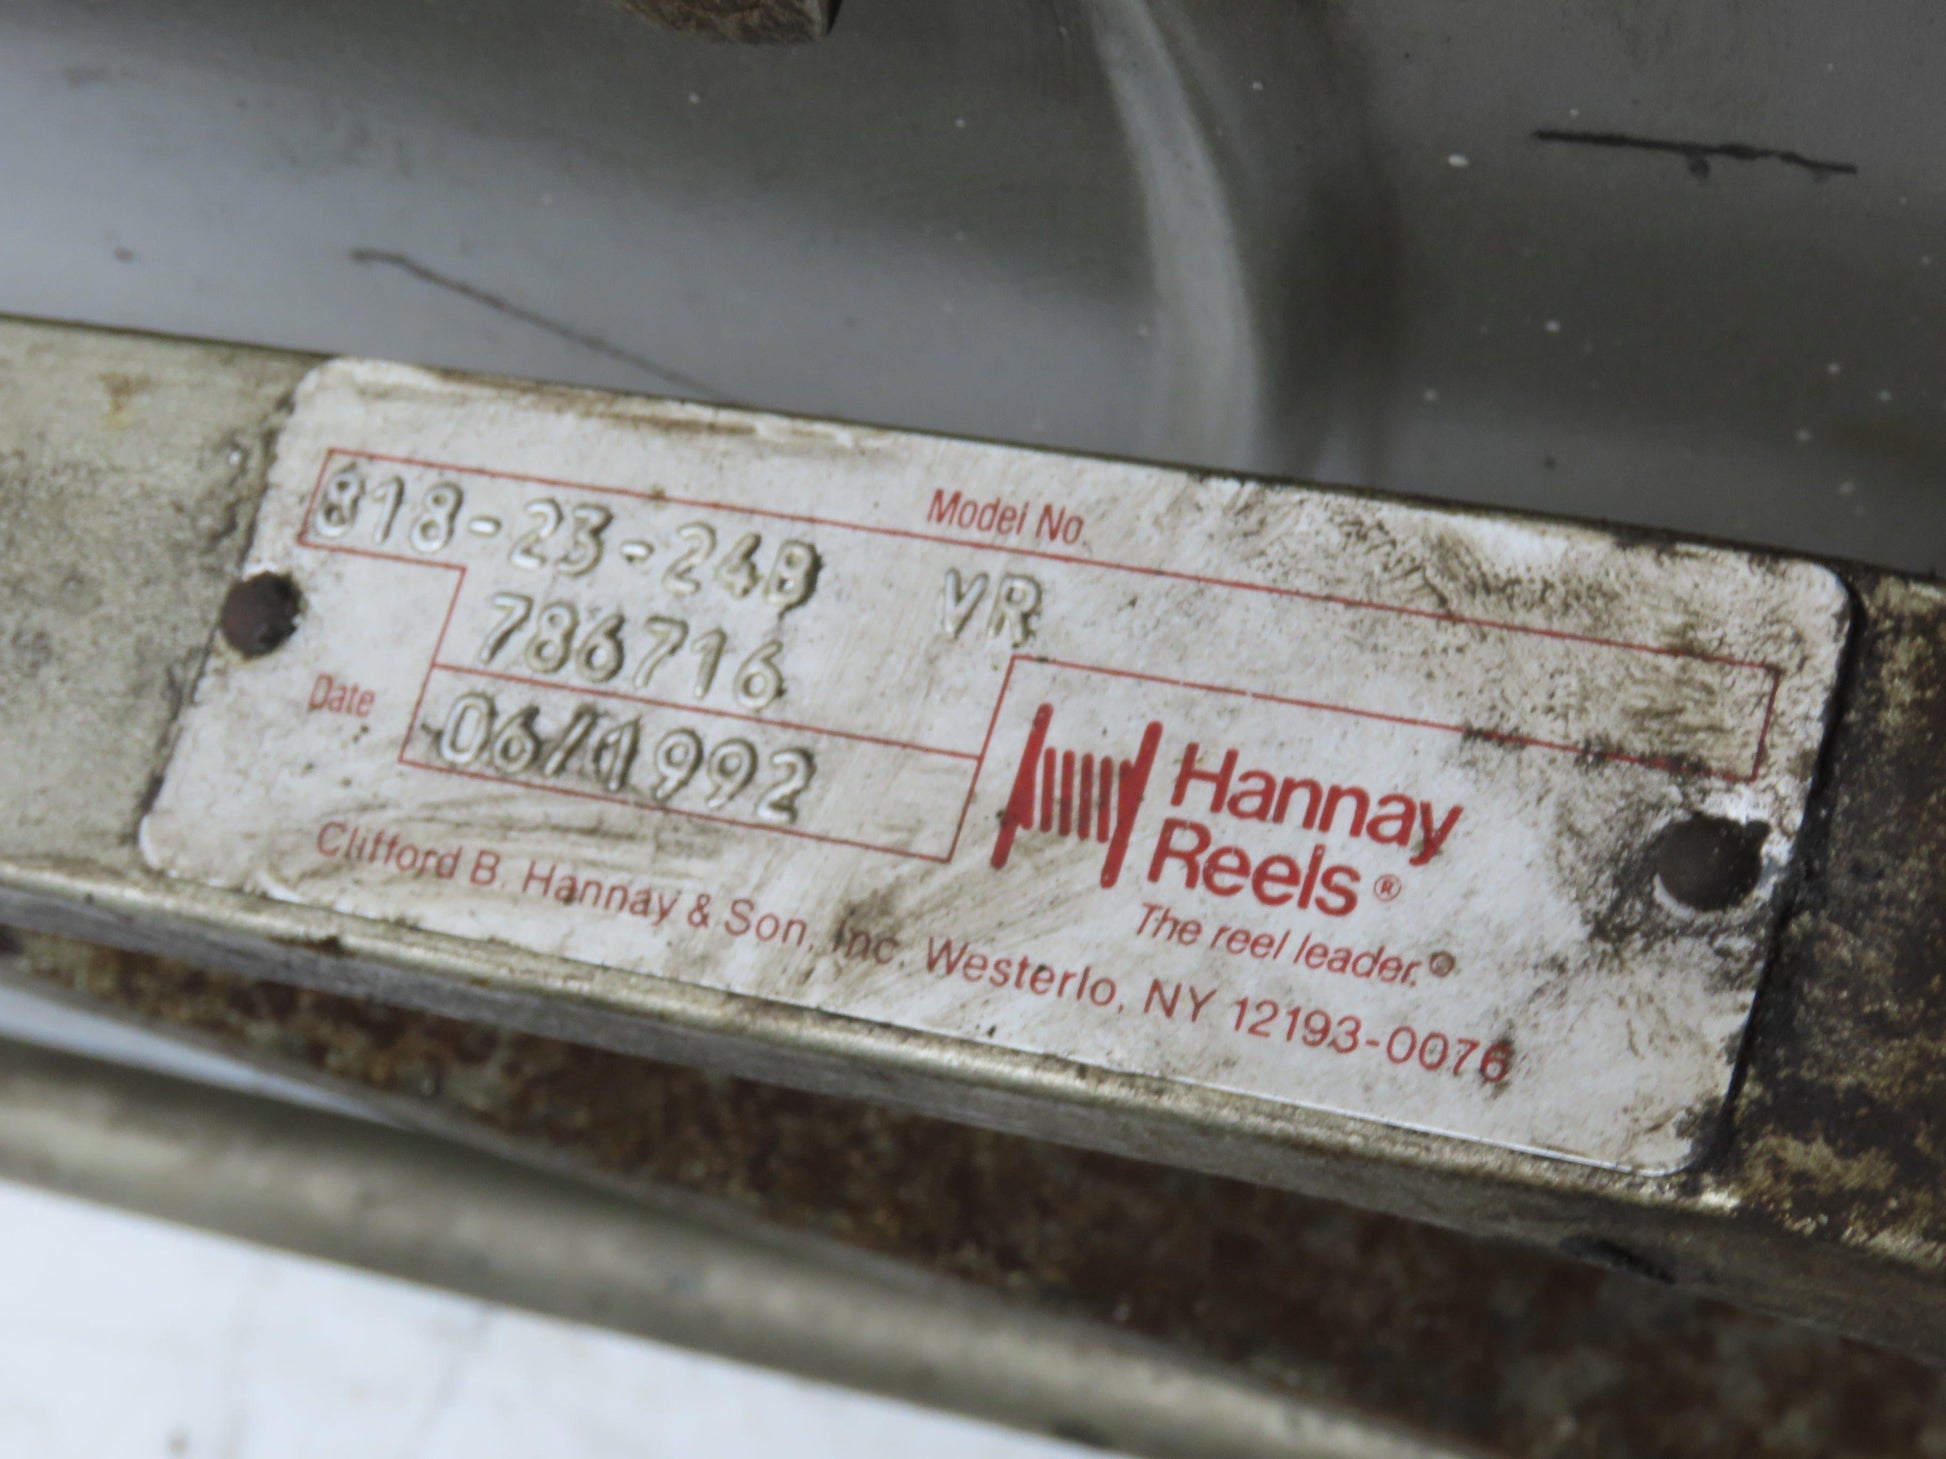 Model No.
818-23-24B VR
786716
Date
06/1992
Hannay
Reels®
The reel leader.®
Clifford B. Hannay & Son, Inc. Westerlo, NY 12193-0076